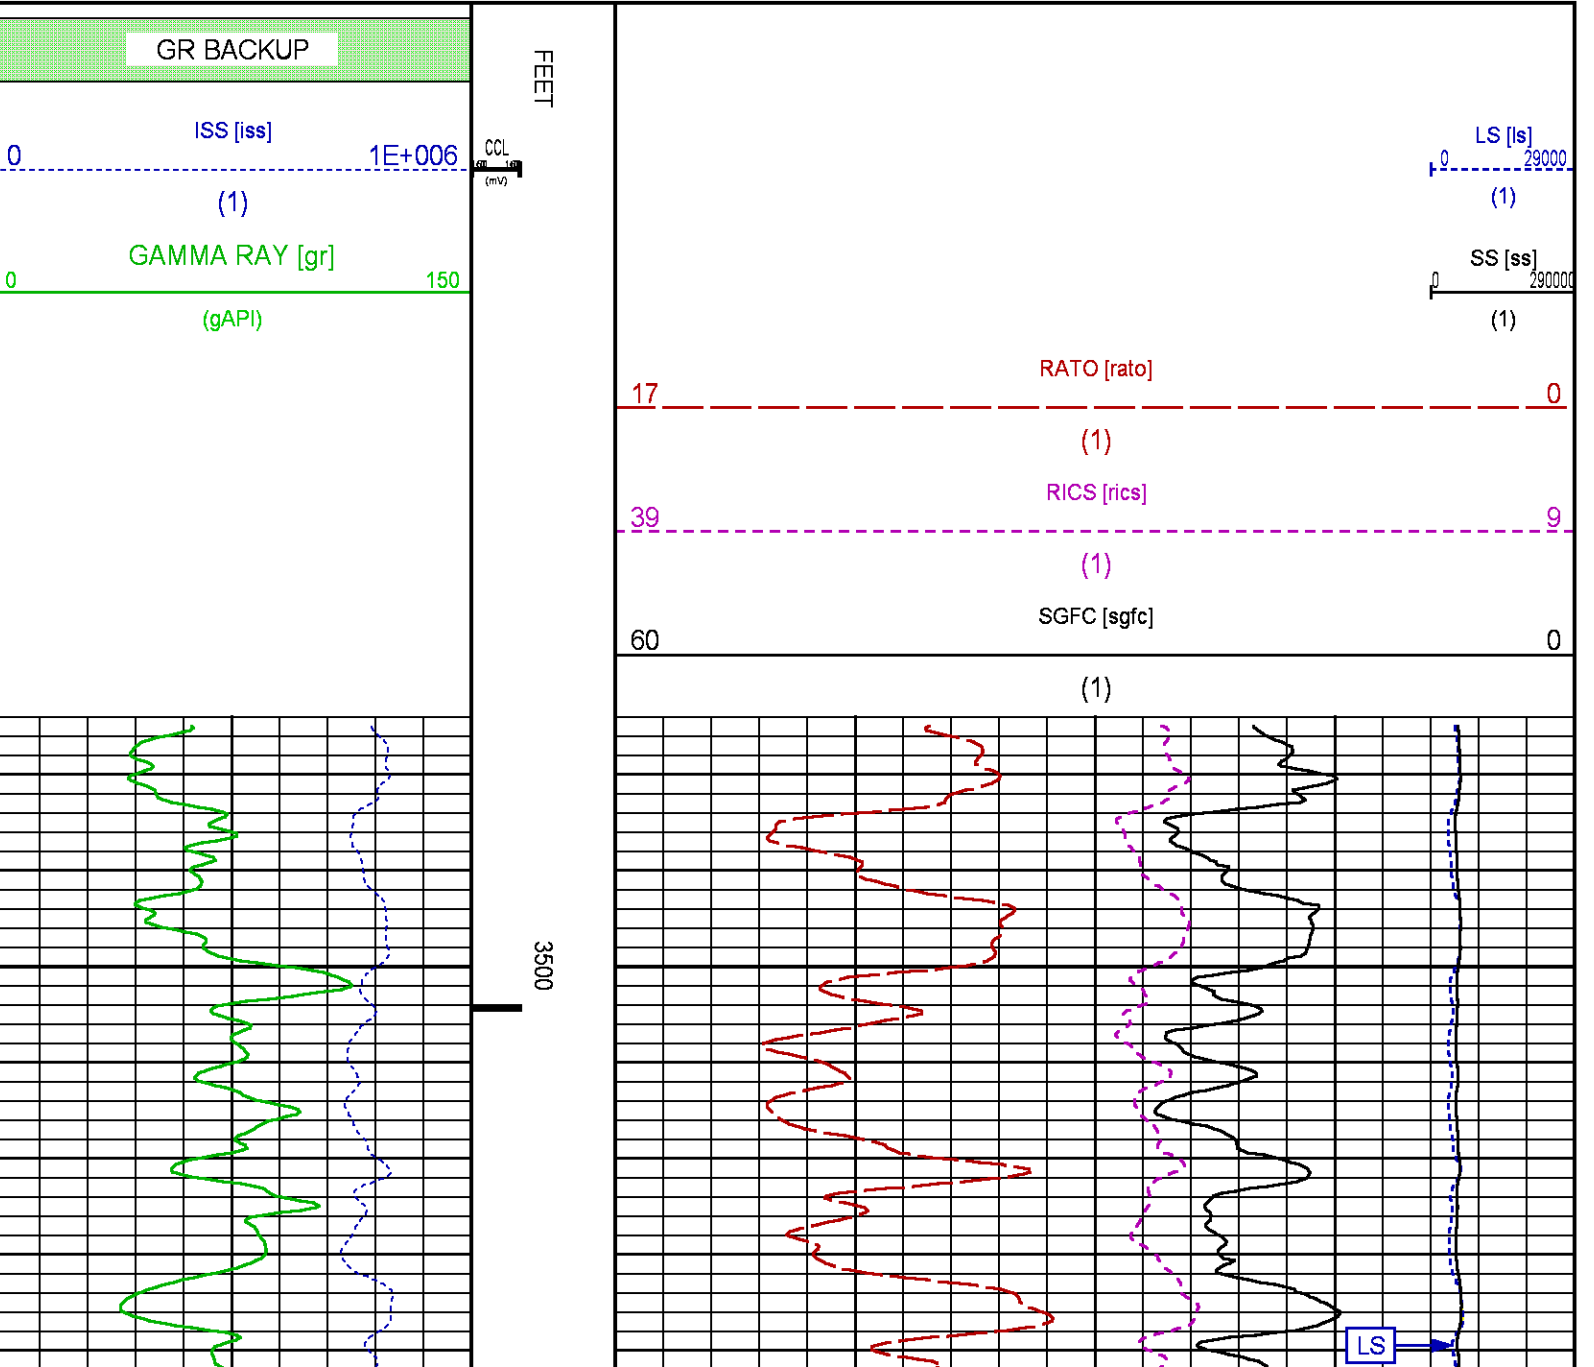 GR BACKUP
ISS [iss]
0 1E+006
(1)
GAMMA RAY [gr]
0 150
(gAPI)
FEET
CCL
(mV)
LS [ls]
0 29000
(1)
SS [ss]
0 290000
(1)
RATO [rato]
17 0
(1)
RICS [rics]
39 9
(1)
SGFC [sgfc]
60 0
(1)
3500
LS